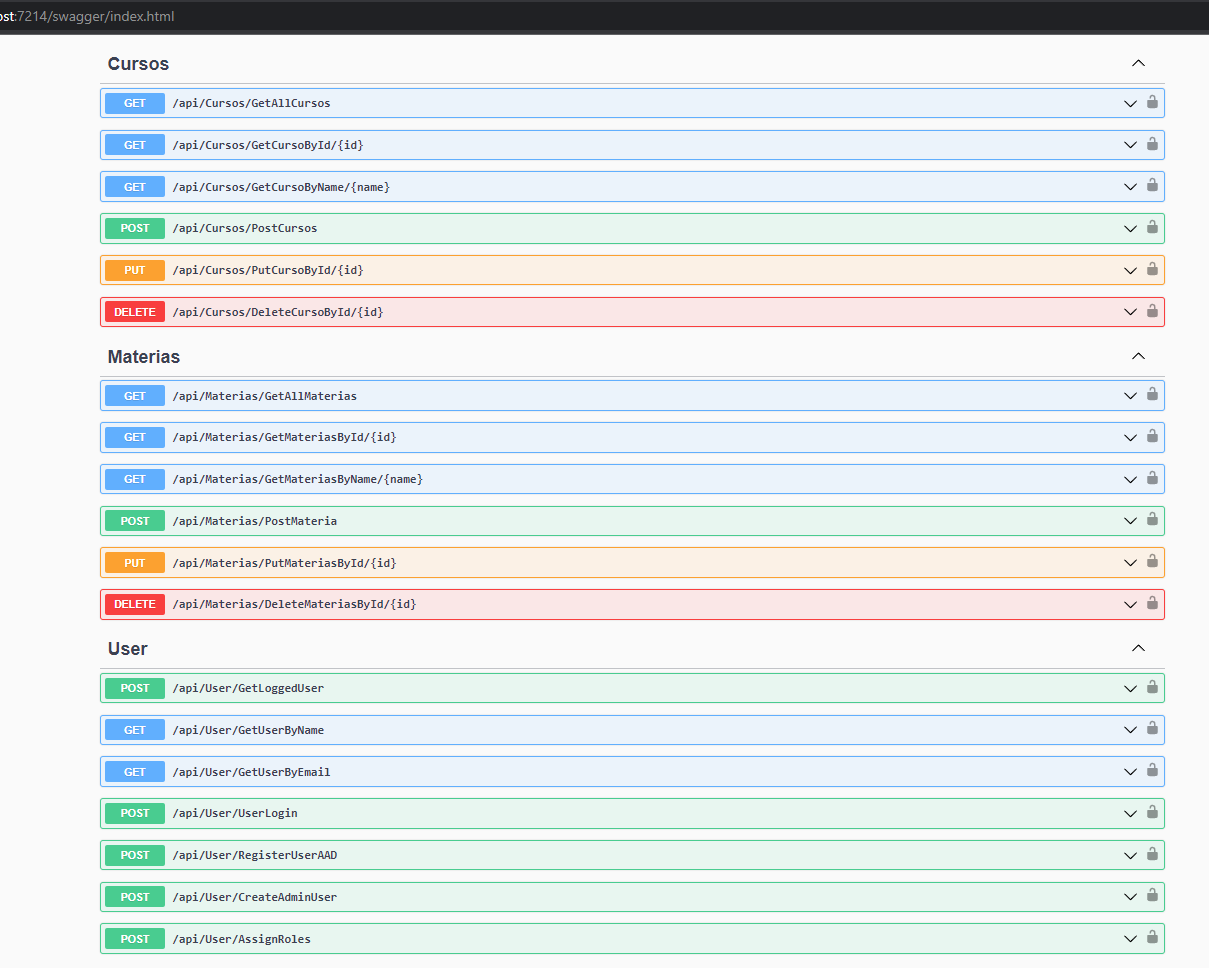 ost:7214/swagger/index.html
Cursos
GET /api/Cursos/GetAllCursos
GET /api/Cursos/GetCursoById/{id}
GET /api/Cursos/GetCursoByName/{name}
POST /api/Cursos/PostCursos
PUT /api/Cursos/PutCursoById/{id}
DELETE /api/Cursos/DeleteCursoById/{id}
Materias
GET /api/Materias/GetAllMaterias
GET /api/Materias/GetMateriasById/{id}
GET /api/Materias/GetMateriasByName/{name}
POST /api/Materias/PostMateria
PUT /api/Materias/PutMateriasById/{id}
DELETE /api/Materias/DeleteMateriasById/{id}
User
POST /api/User/GetLoggedUser
GET /api/User/GetUserByName
GET /api/User/GetUserByEmail
POST /api/User/UserLogin
POST /api/User/RegisterUserAAD
POST /api/User/CreateAdminUser
POST /api/User/AssignRoles